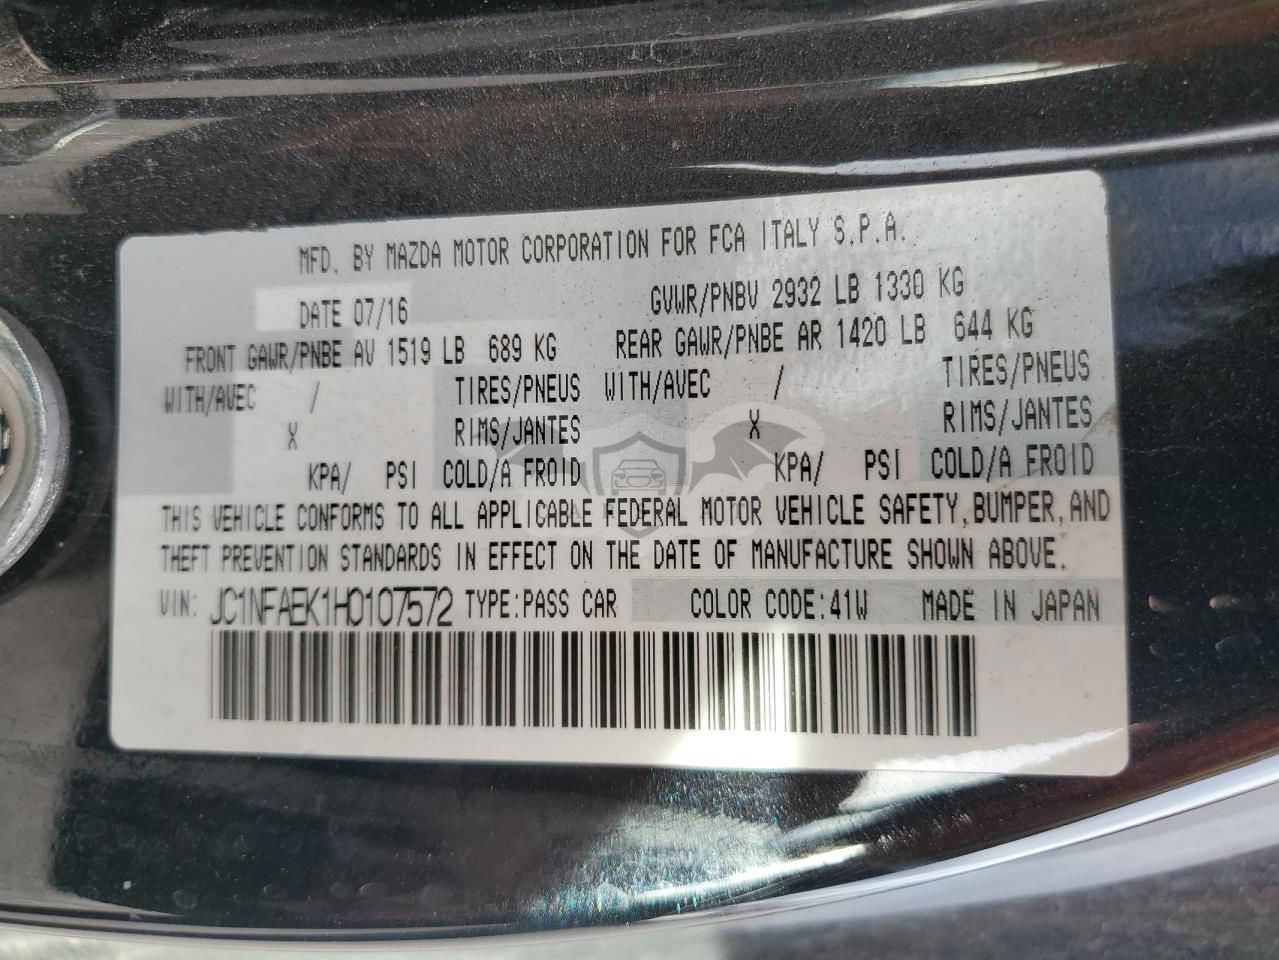 MFD. BY MAZDA MOTOR CORPORATION FOR FCA ITALY S.P.A.
DATE 07/16 GVWR/PNBV 2932 LB 1330 KG
FRONT GAWR/PNBE AV 1519 LB 689 KG REAR GAWR/PNBE AR 1420 LB 644 KG
WITH/AVEC / TIRES/PNEUS WITH/AVEC / TIRES/PNEUS
X RIMS/JANTES X RIMS/JANTES
KPA/ PSI COLD/A FROID KPA/ PSI COLD/A FROID
THIS VEHICLE CONFORMS TO ALL APPLICABLE FEDERAL MOTOR VEHICLE SAFETY, BUMPER, AND
THEFT PREVENTION STANDARDS IN EFFECT ON THE DATE OF MANUFACTURE SHOWN ABOVE.
VIN: JC1NFAEK1H0107572 TYPE:PASS CAR COLOR CODE:41W MADE IN JAPAN